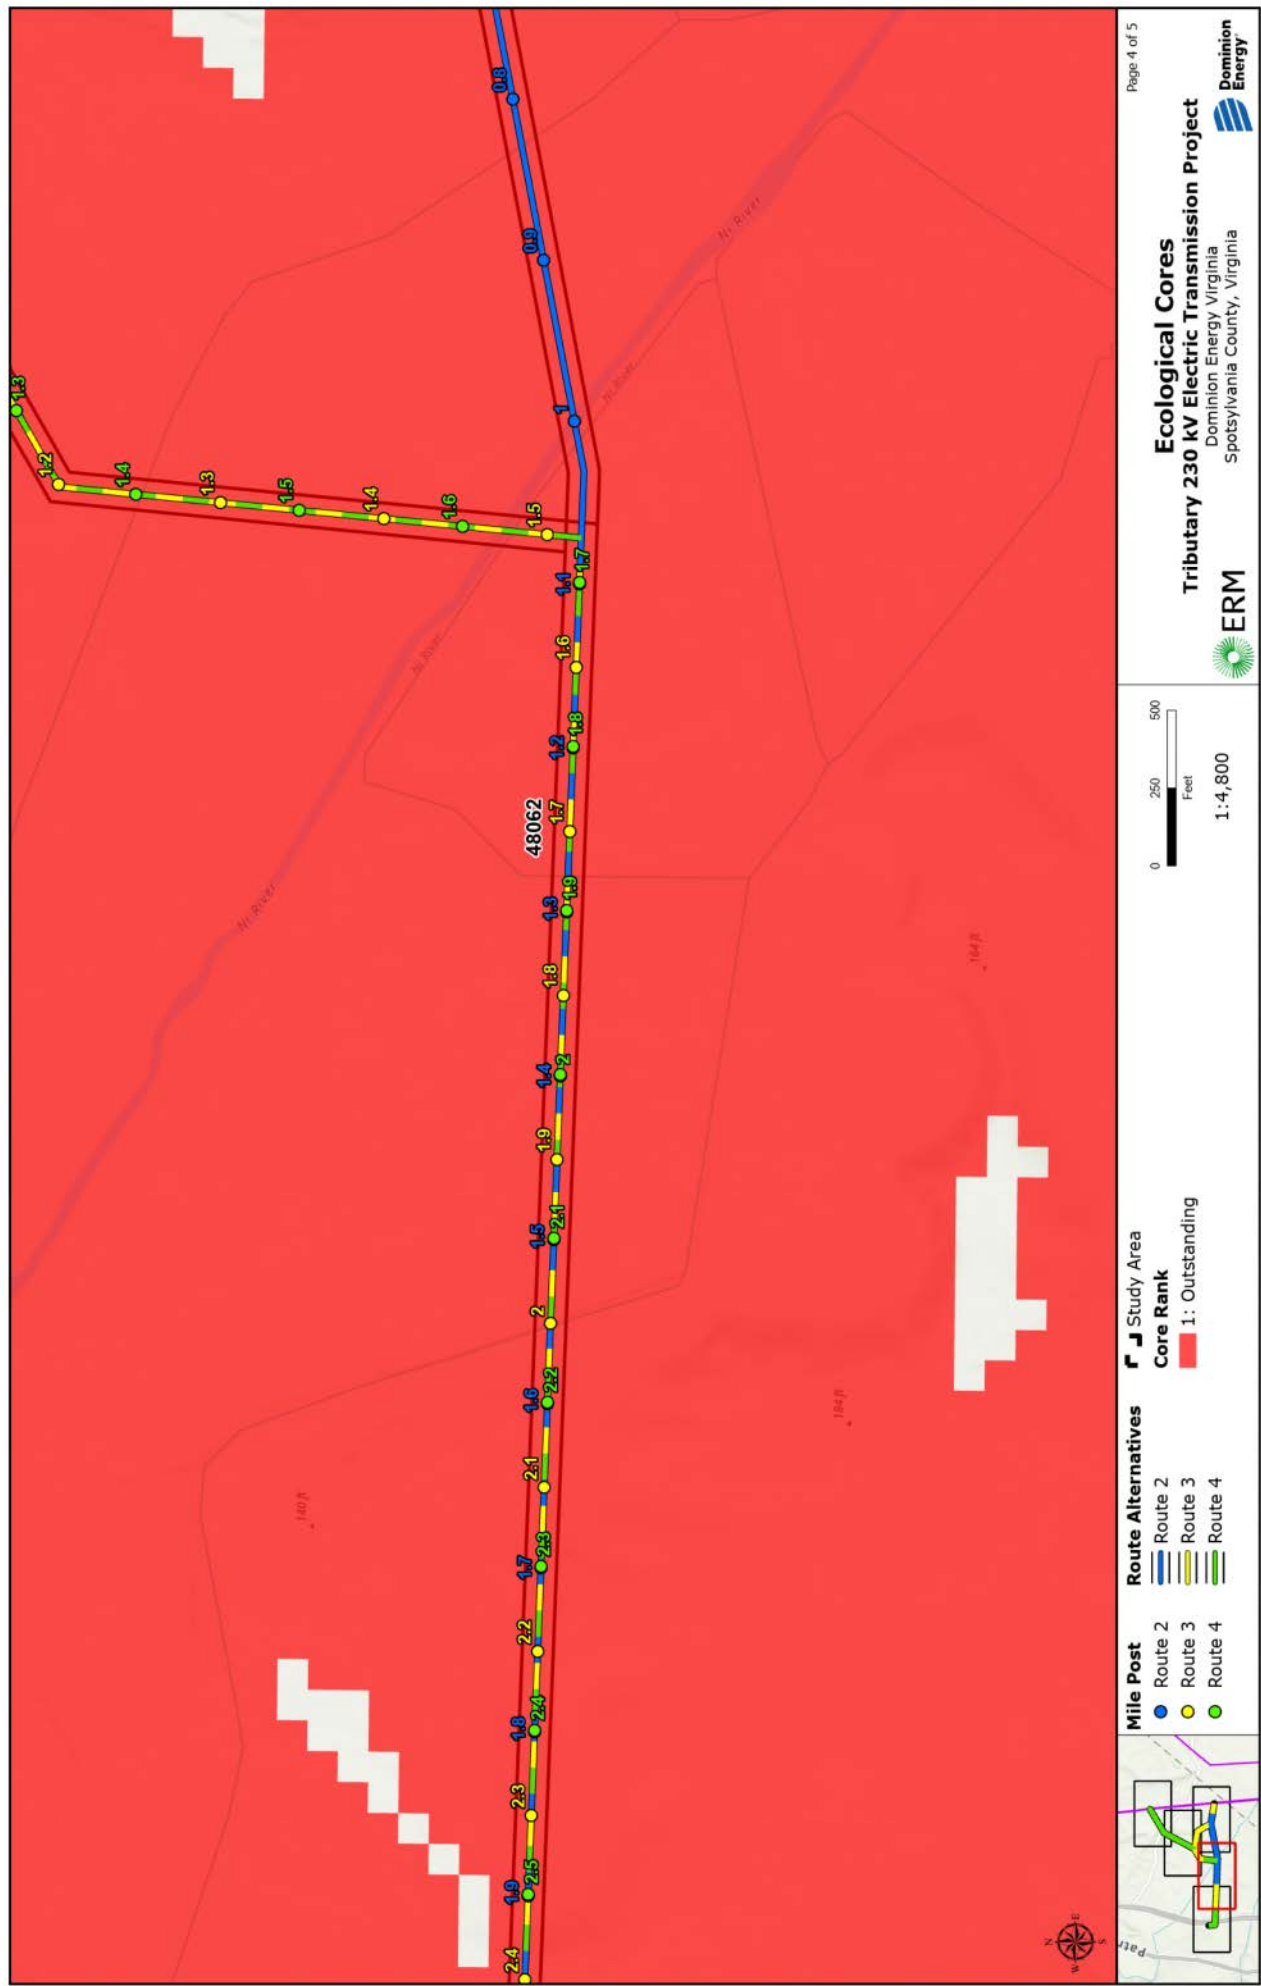 0.8
0.9
1
1.3
1.2
1.4
1.3
1.5
1.4
1.6
1.5
1.1
1.7
1.6
1.2
1.8
1.7
48062
1.3
1.9
1.8
1.4
2
1.9
1.5
2.1
2
1.6
2.2
2.1
1.7
2.3
2.2
1.8
2.4
2.3
1.9
2.5
2.4
Ni River
Ni River
Ni River
Ni River
140 ft
184 ft
164 ft
N
W E
S
Patr
Mile Post
Route 2
Route 3
Route 4
Route Alternatives
Route 2
Route 3
Route 4
Study Area
Core Rank
1: Outstanding
0 250 500
Feet
1:4,800
ERM
Page 4 of 5
Ecological Cores
Tributary 230 kV Electric Transmission Project
Dominion Energy Virginia
Spotsylvania County, Virginia
Dominion
Energy